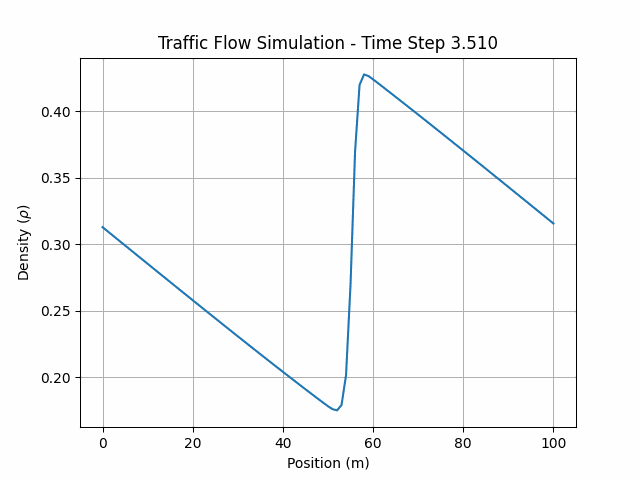 Traffic Flow Simulation - Time Step 3.510
Density (ρ)
0.40
0.35
0.30
0.25
0.20
0 20 40 60 80 100
Position (m)